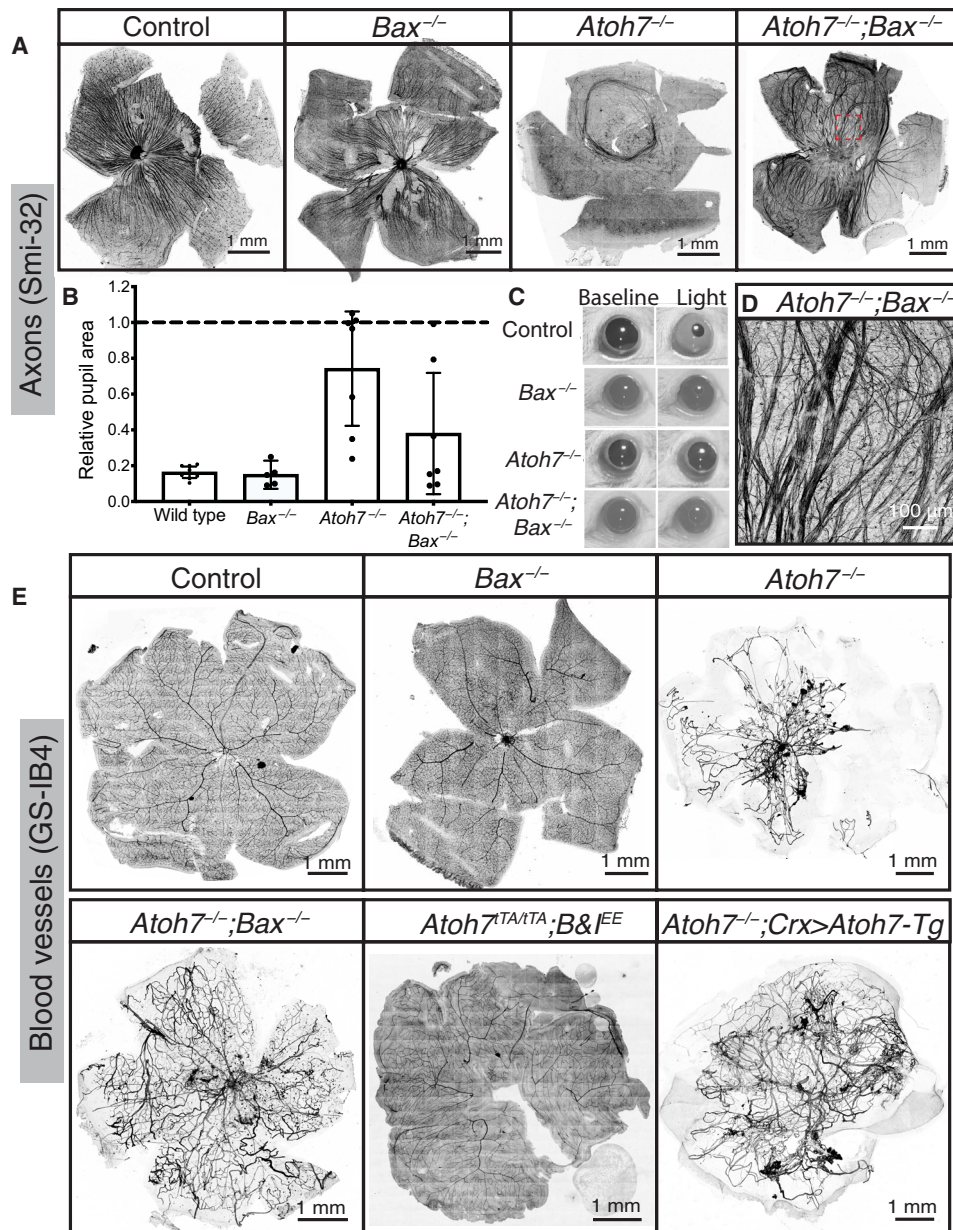 A
Control
Bax–/–
Atoh7–/–
Atoh7–/–;Bax–/–
Axons (Smi-32)
1 mm
1 mm
1 mm
1 mm
B
Relative pupil area
1.2
1.0
0.8
0.6
0.4
0.2
0.0
Wild type
Bax–/–
Atoh7–/–
Atoh7–/–;
Bax–/–
C
Baseline
Light
Control
Bax–/–
Atoh7–/–
Atoh7–/–;
Bax–/–
D
Atoh7–/–;Bax–/–
100 µm
E
Blood vessels (GS-IB4)
Control
Bax–/–
Atoh7–/–
1 mm
1 mm
1 mm
Atoh7–/–;Bax–/–
Atoh7tTA/tTA;B&IEE
Atoh7–/–;Crx>Atoh7-Tg
1 mm
1 mm
1 mm